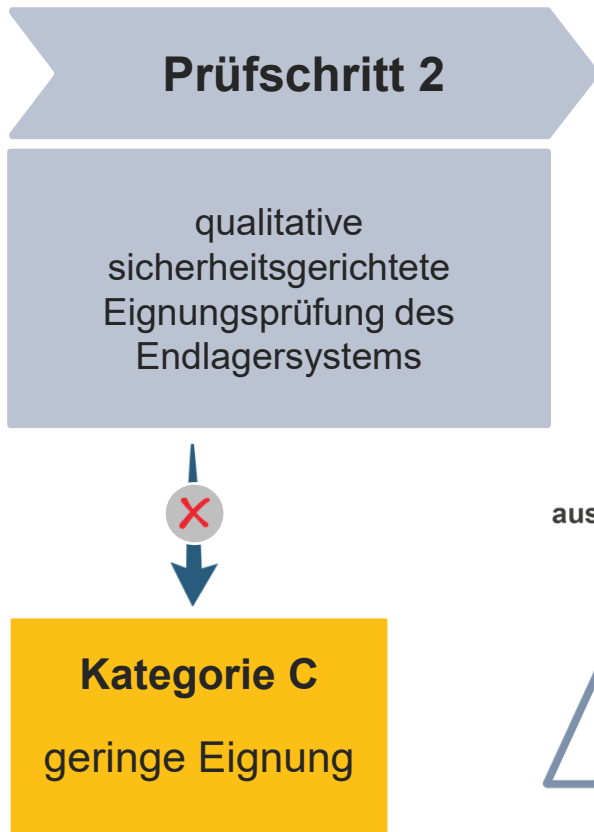 Prüfschritt 2
qualitative
sicherheitsgerichtete
Eignungsprüfung des
Endlagersystems
aus
Kategorie C
geringe Eignung